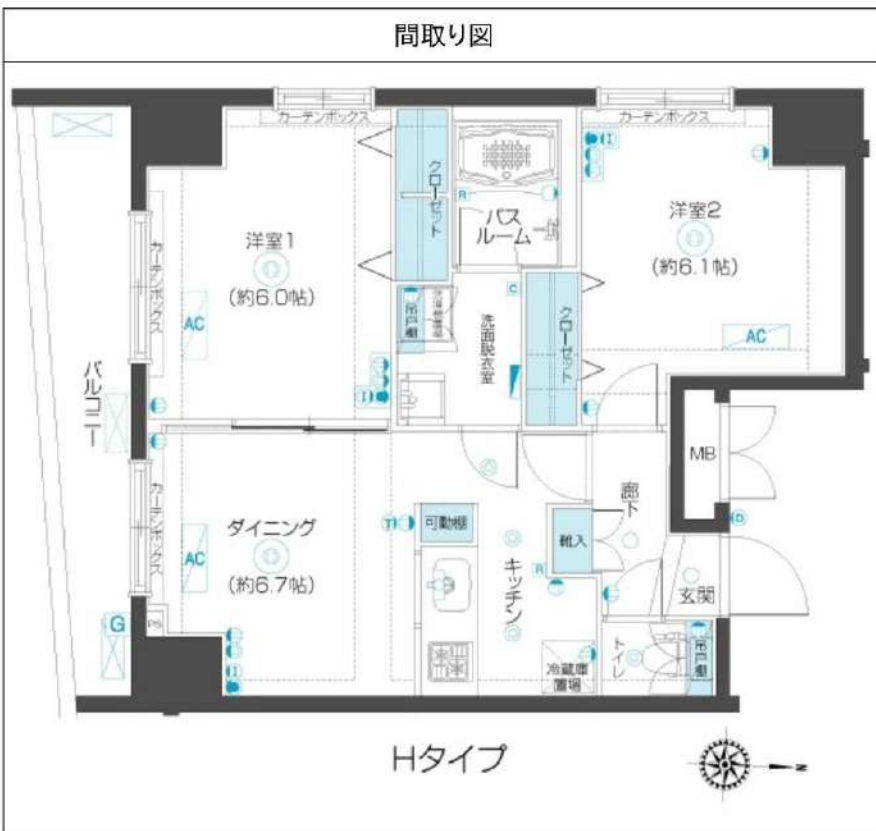 間取り図
カーテンボックス
カーテンボックス
クローゼット
バス
ルーム
洋室1
(約6.0帖)
洋室2
(約6.1帖)
カーテンボックス
AC
AC
吊戸棚
洗面脱衣室
クローゼット
バルコニー
MB
カーテンボックス
ダイニング
(約6.7帖)
AC
可動棚
キッチン
靴入
廊下
玄関
PS
G
冷蔵庫
置場
トイレ
吊戸棚
R
C
I
I
T
R
D
I
Hタイプ
N